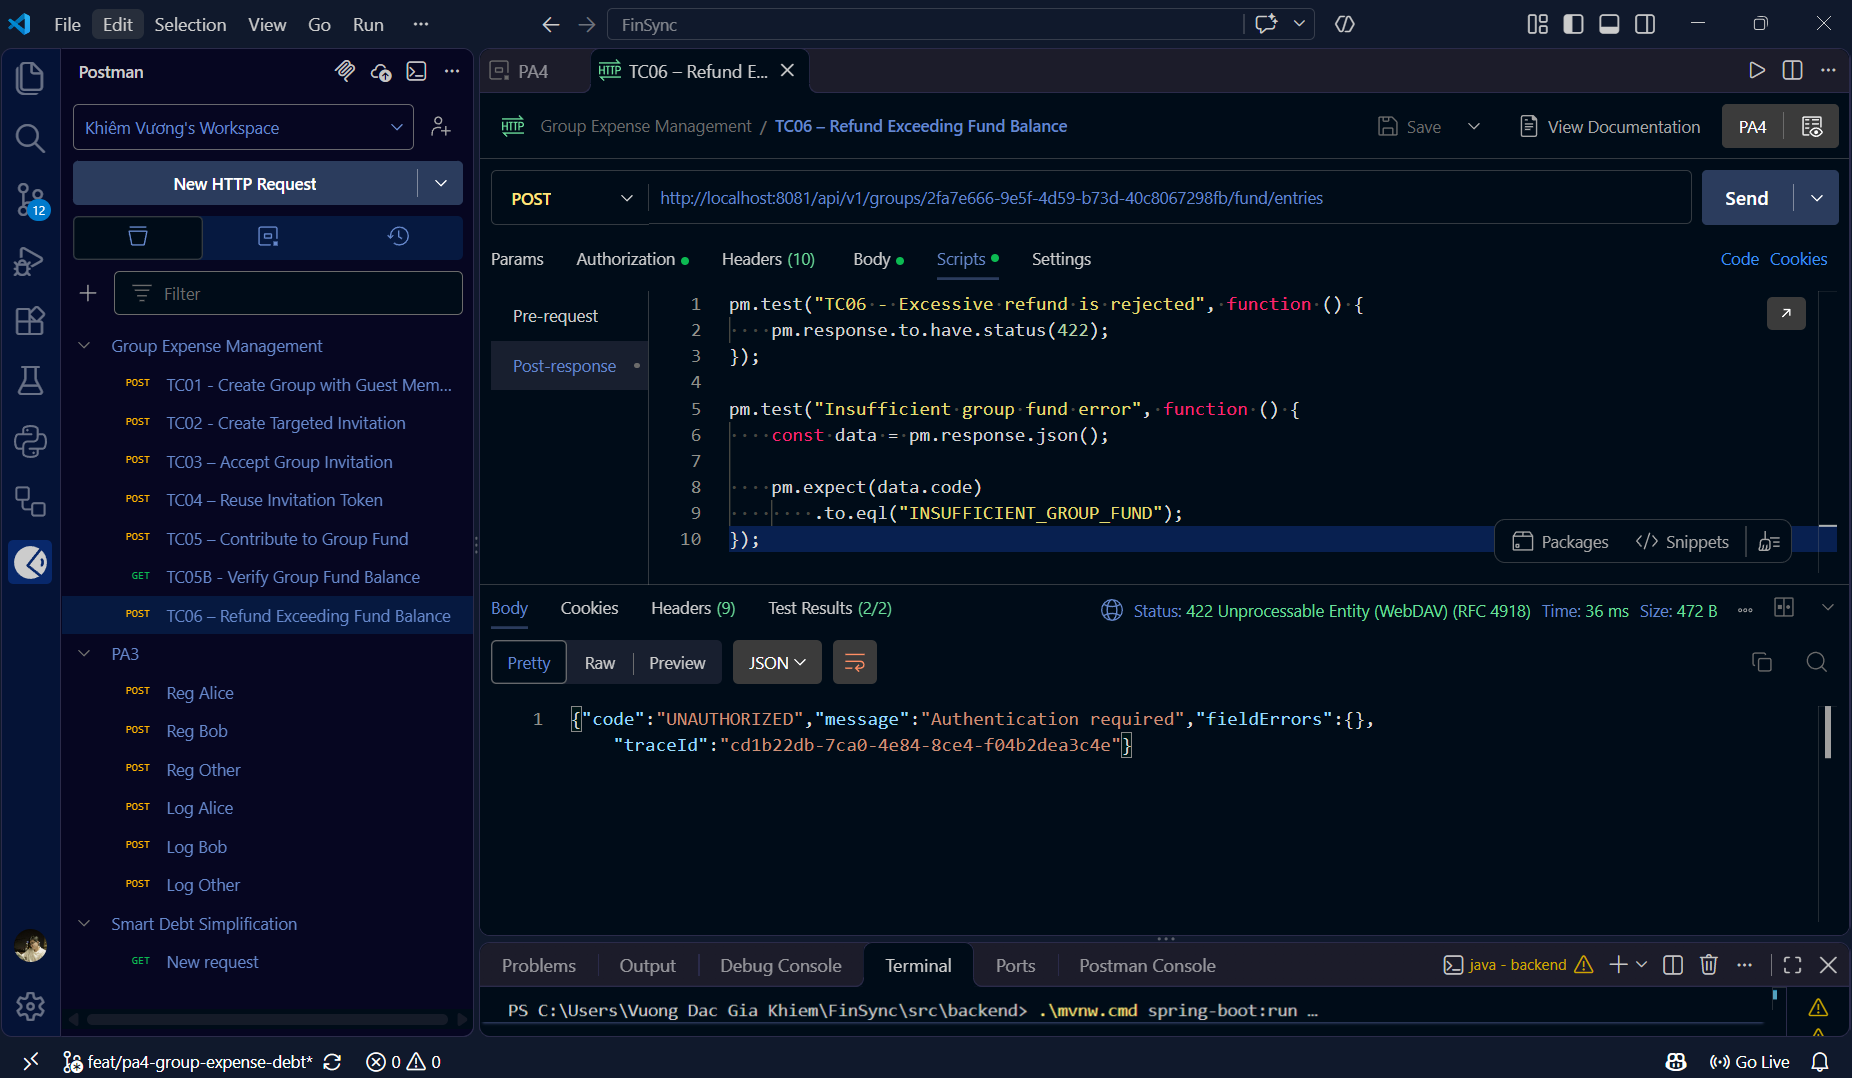 File Edit Selection View Go Run ···
FinSync
Postman
Khiêm Vương's Workspace
New HTTP Request
Filter
Group Expense Management
POST TC01 - Create Group with Guest Mem...
POST TC02 - Create Targeted Invitation
POST TC03 – Accept Group Invitation
POST TC04 – Reuse Invitation Token
POST TC05 – Contribute to Group Fund
GET TC05B - Verify Group Fund Balance
POST TC06 – Refund Exceeding Fund Balance
PA3
POST Reg Alice
POST Reg Bob
POST Reg Other
POST Log Alice
POST Log Bob
POST Log Other
Smart Debt Simplification
GET New request
12
PA4
HTTP TC06 – Refund E...
HTTP Group Expense Management / TC06 – Refund Exceeding Fund Balance
Save
View Documentation
PA4
POST
http://localhost:8081/api/v1/groups/2fa7e666-9e5f-4d59-b73d-40c8067298fb/fund/entries
Send
Params Authorization Headers (10) Body Scripts Settings
Code Cookies
Pre-request
Post-response
1 pm.test("TC06 - Excessive refund is rejected", function () {
2 pm.response.to.have.status(422);
3 });
4
5 pm.test("Insufficient group fund error", function () {
6 const data = pm.response.json();
7
8 pm.expect(data.code)
9 .to.eql("INSUFFICIENT_GROUP_FUND");
10 });
Packages </> Snippets
Body Cookies Headers (9) Test Results (2/2)
Status: 422 Unprocessable Entity (WebDAV) (RFC 4918) Time: 36 ms Size: 472 B
Pretty Raw Preview JSON
1 {"code":"UNAUTHORIZED","message":"Authentication required","fieldErrors":{},
"traceId":"cd1b22db-7ca0-4e84-8ce4-f04b2dea3c4e"}
Problems Output Debug Console Terminal Ports Postman Console
java - backend
PS C:\Users\Vuong Dac Gia Khiem\FinSync\src\backend> .\mvnw.cmd spring-boot:run …
feat/pa4-group-expense-debt* 0 0
Go Live